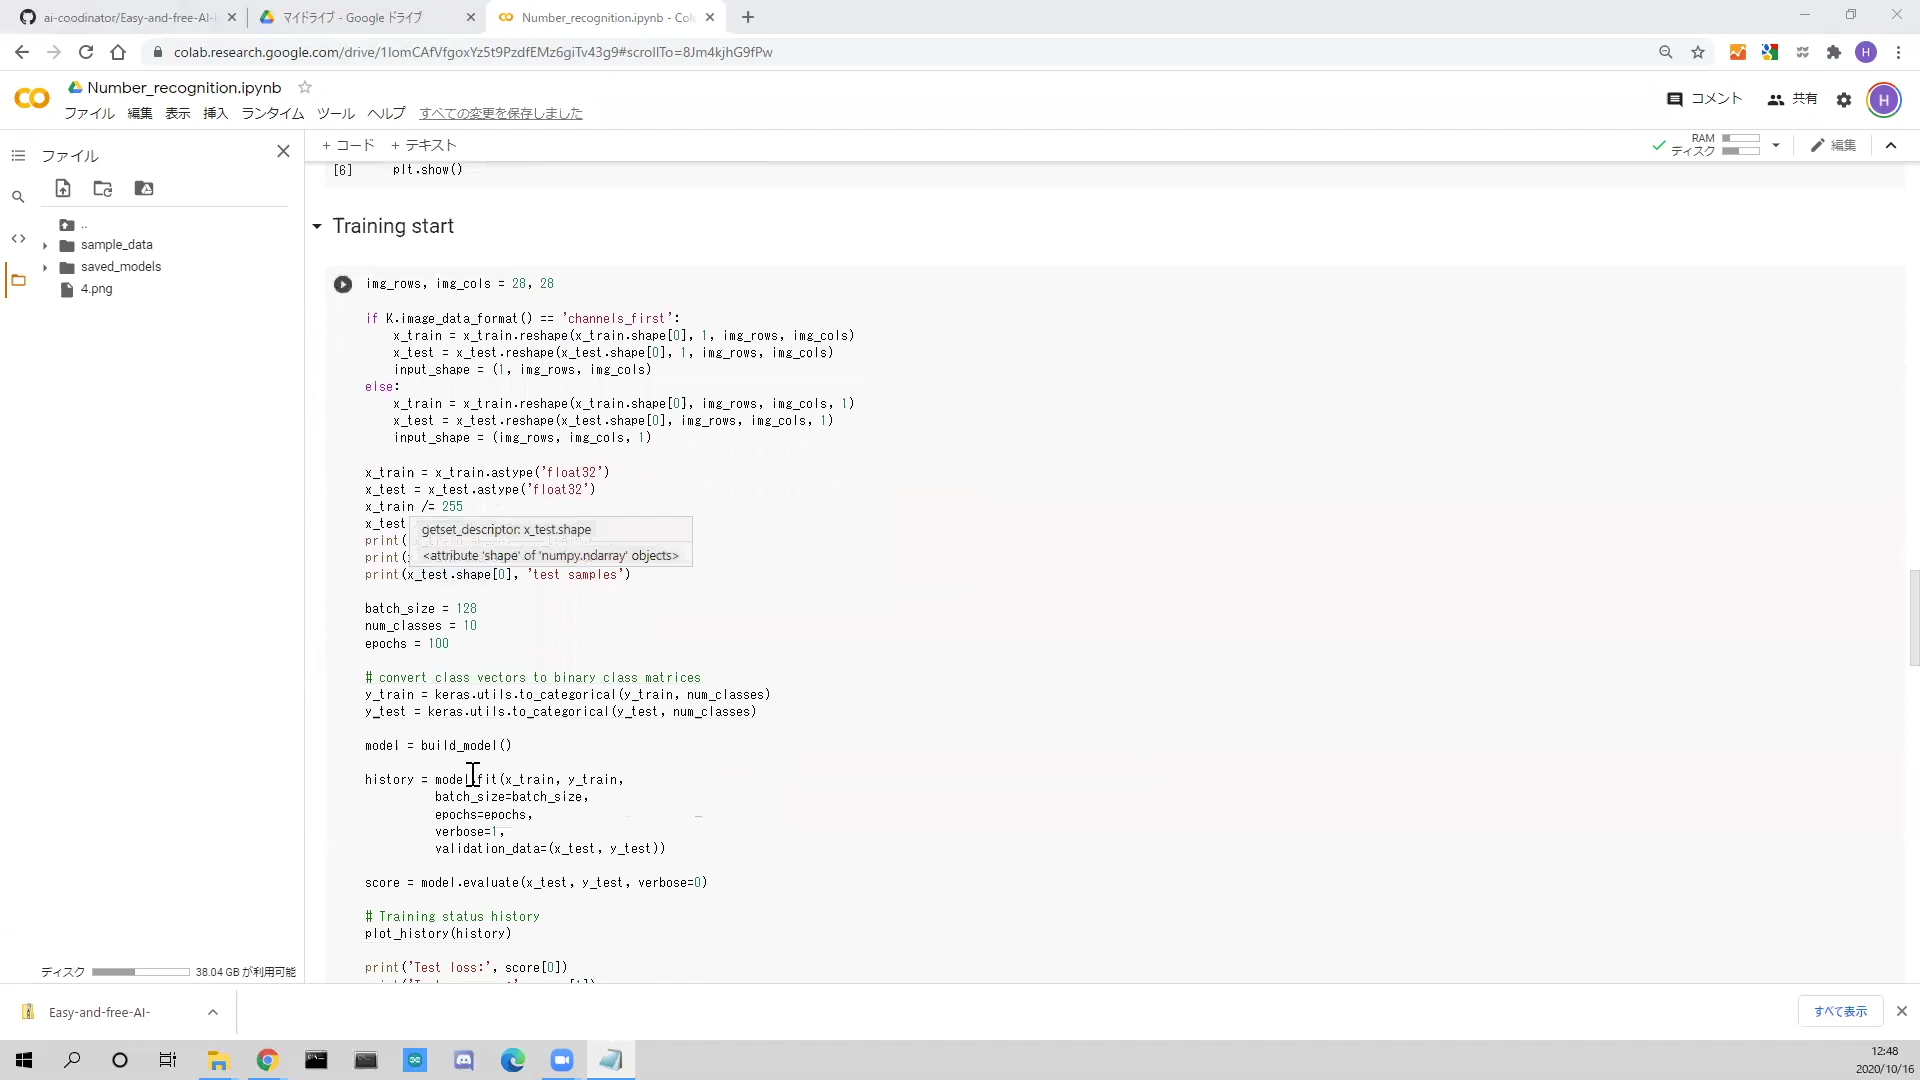 ai-coodinator/Easy-and-free-AI-
マイドライブ - Google ドライブ
Number_recognition.ipynb - Col
colab.research.google.com/drive/1IomCAfVfgoxYz5t9PzdfEMz6giTv43g9#scrollTo=8Jm4kjhG9fPw
H
Number_recognition.ipynb
コメント
共有
H
ファイル 編集 表示 挿入 ランタイム ツール ヘルプ すべての変更を保存しました
+ コード + テキスト
RAM
ディスク
編集
ファイル
..
sample_data
saved_models
4.png
[6] plt.show()
Training start
img_rows, img_cols = 28, 28
if K.image_data_format() == 'channels_first':
x_train = x_train.reshape(x_train.shape[0], 1, img_rows, img_cols)
x_test = x_test.reshape(x_test.shape[0], 1, img_rows, img_cols)
input_shape = (1, img_rows, img_cols)
else:
x_train = x_train.reshape(x_train.shape[0], img_rows, img_cols, 1)
x_test = x_test.reshape(x_test.shape[0], img_rows, img_cols, 1)
input_shape = (img_rows, img_cols, 1)
x_train = x_train.astype('float32')
x_test = x_test.astype('float32')
x_train /= 255
x_test
getset_descriptor: x_test.shape
print(
<attribute 'shape' of 'numpy.ndarray' objects>
print(
print(x_test.shape[0], 'test samples')
batch_size = 128
num_classes = 10
epochs = 100
# convert class vectors to binary class matrices
y_train = keras.utils.to_categorical(y_train, num_classes)
y_test = keras.utils.to_categorical(y_test, num_classes)
model = build_model()
history = model.fit(x_train, y_train,
batch_size=batch_size,
epochs=epochs,
verbose=1,
validation_data=(x_test, y_test))
score = model.evaluate(x_test, y_test, verbose=0)
# Training status history
plot_history(history)
print('Test loss:', score[0])
ディスク 38.04 GB が利用可能
Easy-and-free-AI-
すべて表示
12:48
2020/10/16